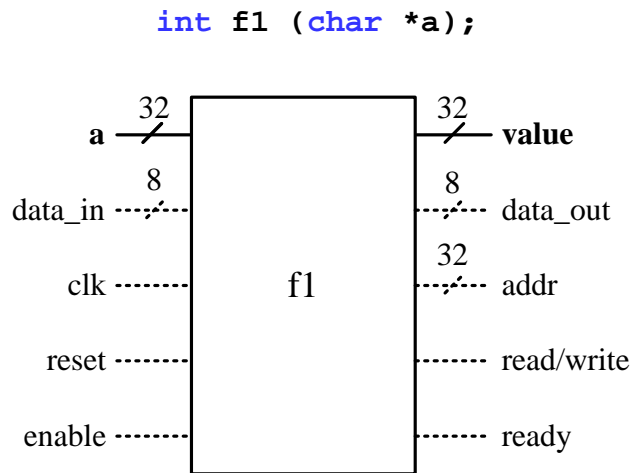 int f1 (char *a);
32 32
a value
8 8
data_in data_out
32
clk f1 addr
reset read/write
enable ready